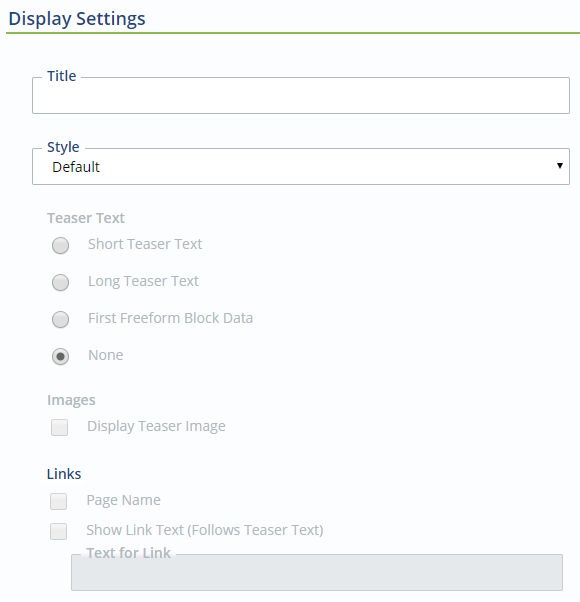 Display Settings
Title
Style
Default
Teaser Text
Short Teaser Text
Long Teaser Text
First Freeform Block Data
None
Images
Display Teaser Image
Links
Page Name
Show Link Text (Follows Teaser Text)
Text for Link